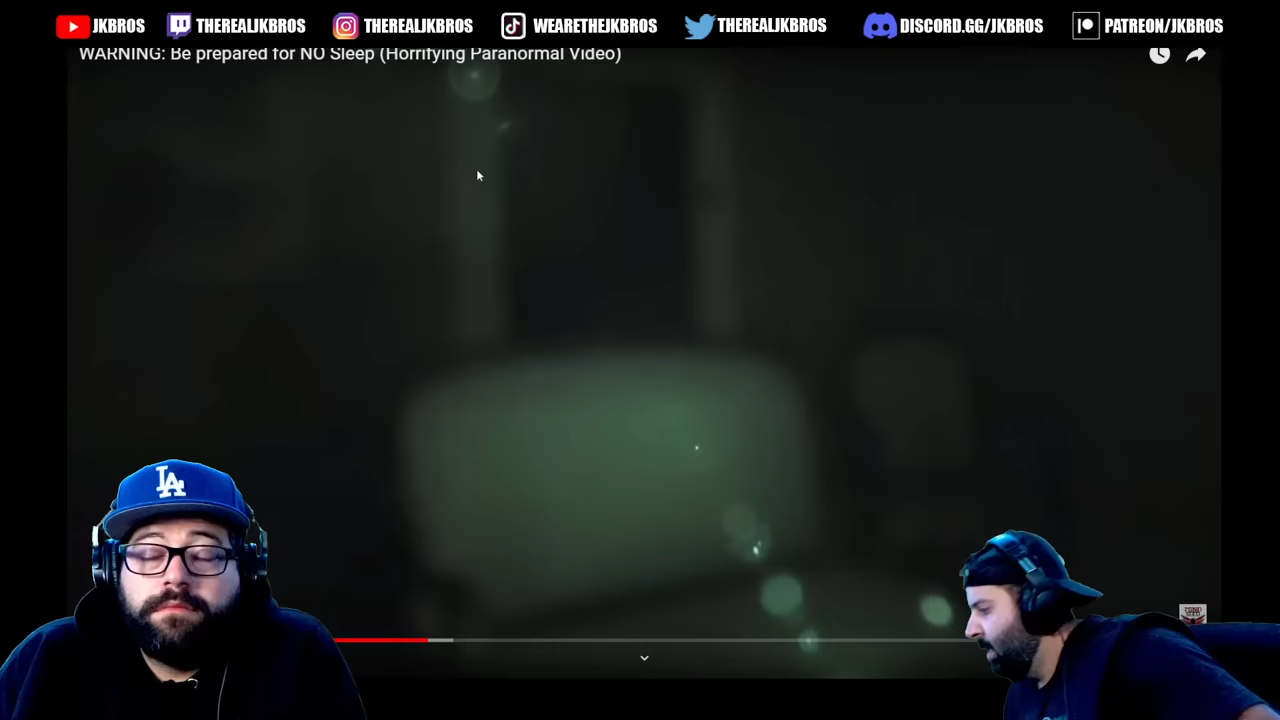 JKBROS THEREALJKBROS THEREALJKBROS WEARETHEJKBROS THEREALJKBROS DISCORD.GG/JKBROS PATREON/JKBROS
WARNING: Be prepared for NO Sleep (Horrifying Paranormal Video)
LA